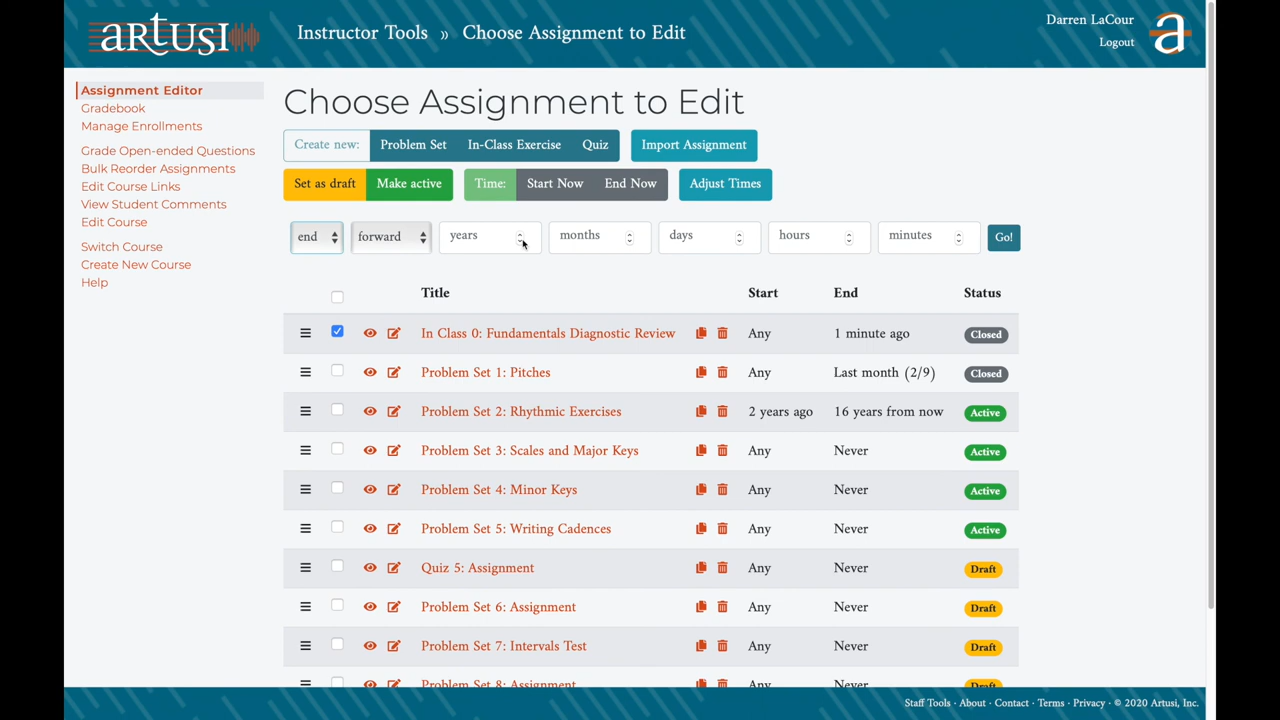 artusi
Instructor Tools » Choose Assignment to Edit
Darren LaCour
Logout
a
Assignment Editor
Gradebook
Manage Enrollments
Grade Open-ended Questions
Bulk Reorder Assignments
Edit Course Links
View Student Comments
Edit Course
Switch Course
Create New Course
Help
Choose Assignment to Edit
Create new: Problem Set In-Class Exercise Quiz Import Assignment
Set as draft Make active Time: Start Now End Now Adjust Times
end forward years months days hours minutes Go!
Title Start End Status
In Class 0: Fundamentals Diagnostic Review Any 1 minute ago Closed
Problem Set 1: Pitches Any Last month (2/9) Closed
Problem Set 2: Rhythmic Exercises 2 years ago 16 years from now Active
Problem Set 3: Scales and Major Keys Any Never Active
Problem Set 4: Minor Keys Any Never Active
Problem Set 5: Writing Cadences Any Never Active
Quiz 5: Assignment Any Never Draft
Problem Set 6: Assignment Any Never Draft
Problem Set 7: Intervals Test Any Never Draft
Problem Set 8: Assignment Any Never Draft
Staff Tools · About · Contact · Terms · Privacy · © 2020 Artusi, Inc.